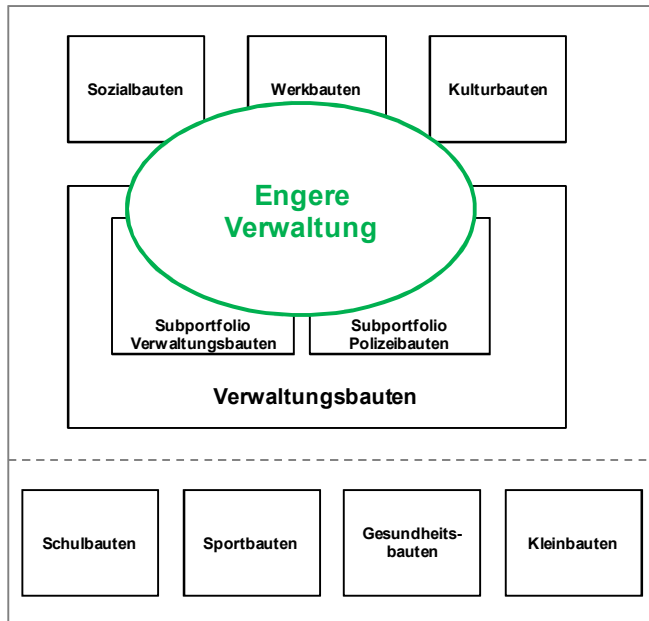 Sozialbauten
Werkbauten
Kulturbauten
Engere
Verwaltung
Subportfolio
Verwaltungsbauten
Subportfolio
Polizeibauten
Verwaltungsbauten
Schulbauten
Sportbauten
Gesundheits-
bauten
Kleinbauten